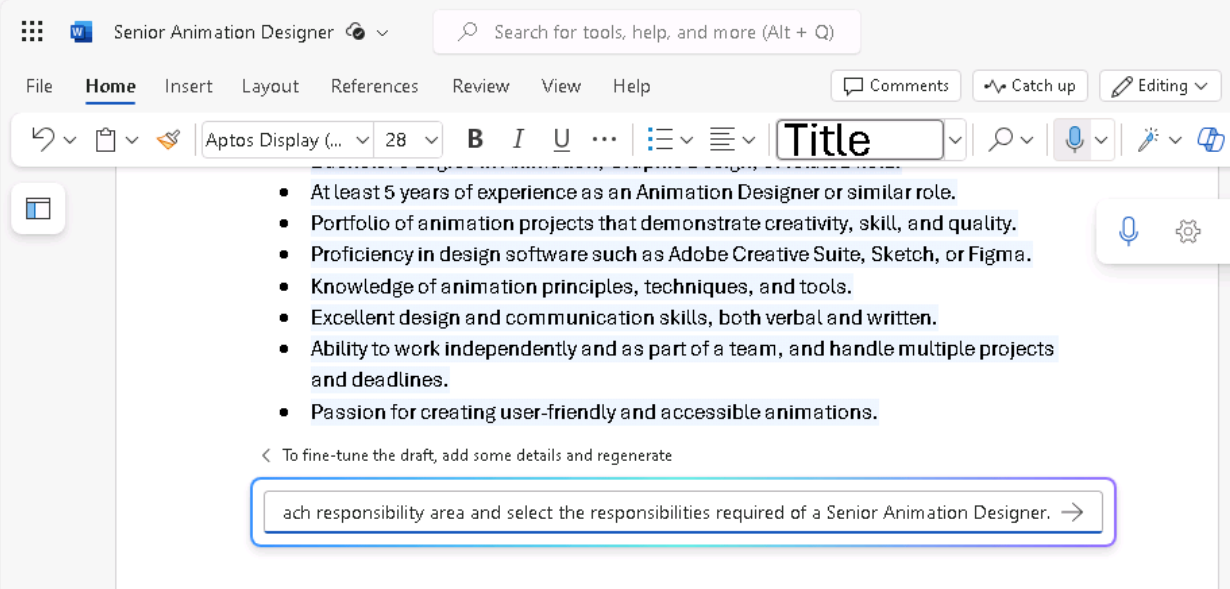 W Senior Animation Designer
Search for tools, help, and more (Alt + Q)
File Home Insert Layout References Review View Help Comments Catch up Editing
Aptos Display (... 28 B I U ... Title
At least 5 years of experience as an Animation Designer or similar role.
Portfolio of animation projects that demonstrate creativity, skill, and quality.
Proficiency in design software such as Adobe Creative Suite, Sketch, or Figma.
Knowledge of animation principles, techniques, and tools.
Excellent design and communication skills, both verbal and written.
Ability to work independently and as part of a team, and handle multiple projects
and deadlines.
Passion for creating user-friendly and accessible animations.
To fine-tune the draft, add some details and regenerate
ach responsibility area and select the responsibilities required of a Senior Animation Designer.